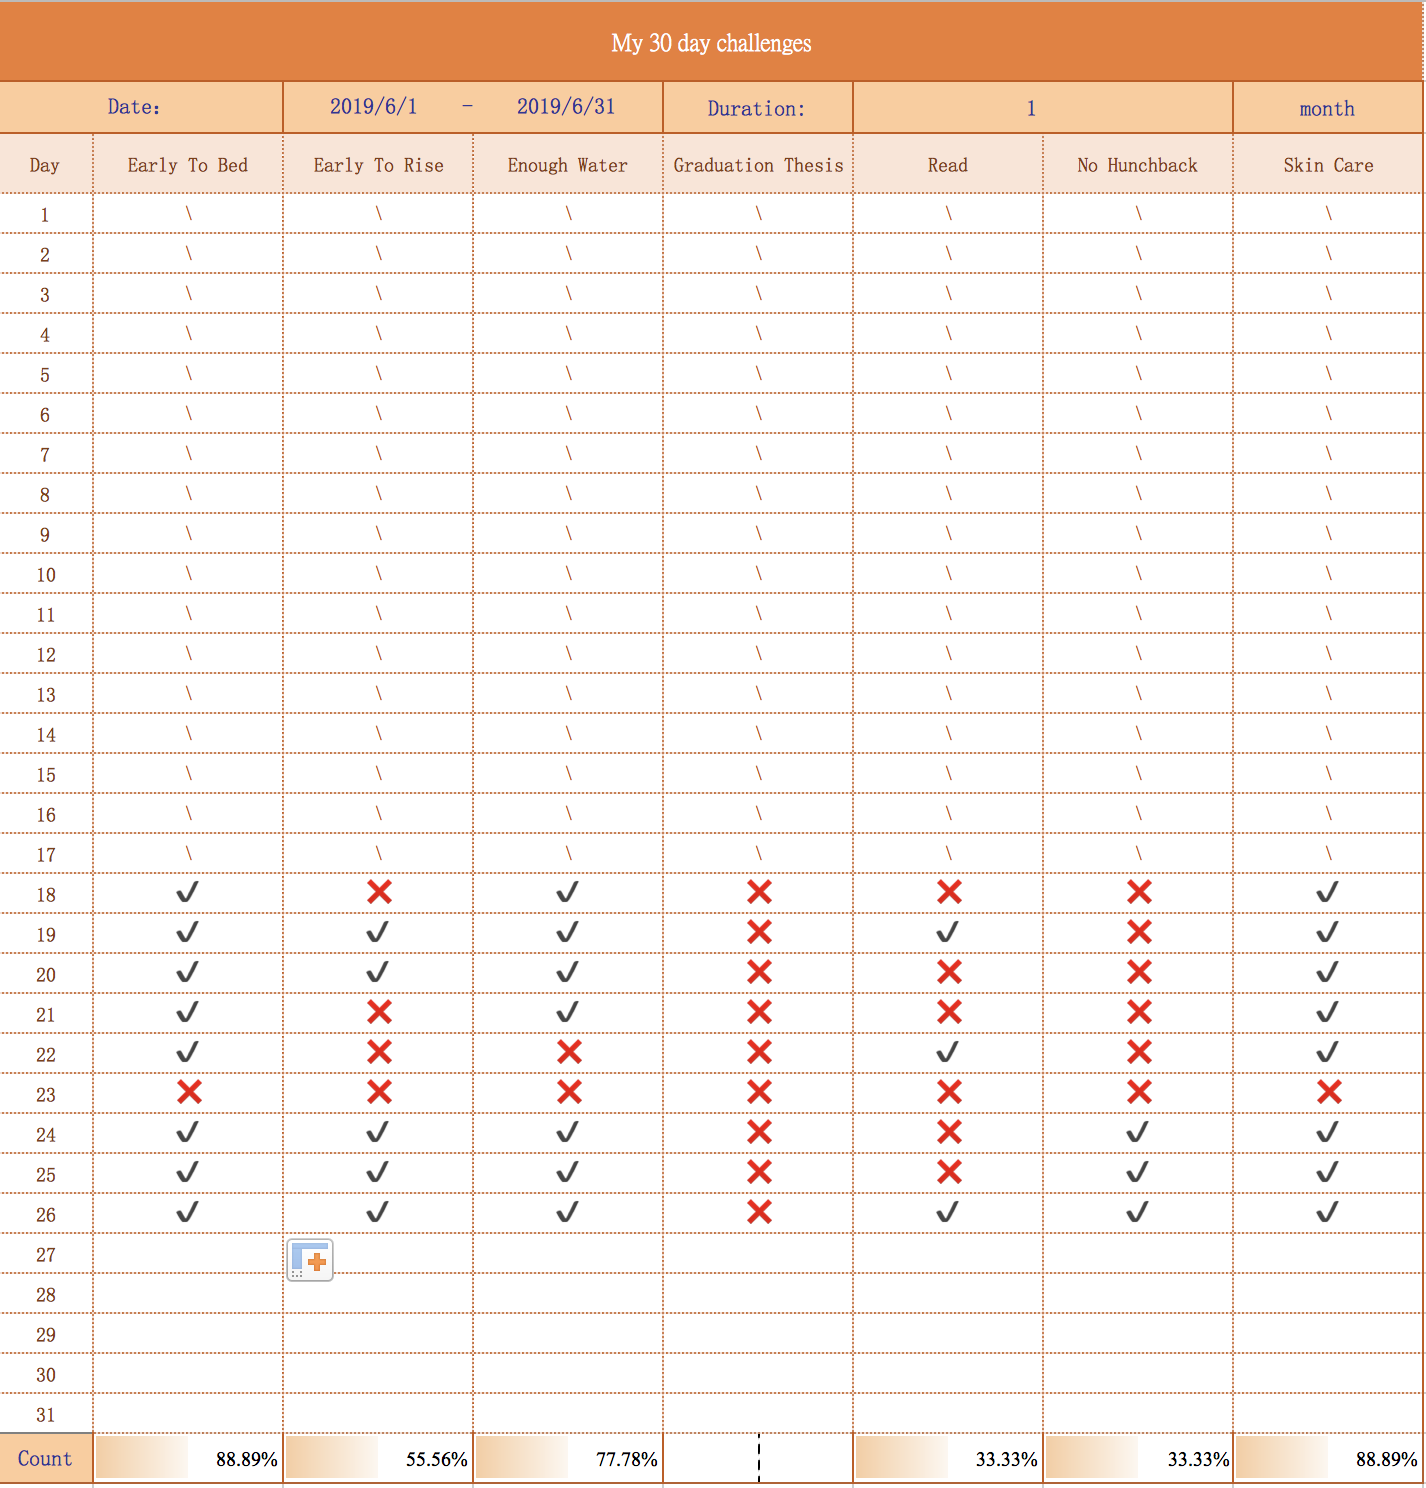 My 30 day challenges
Date: 2019/6/1 - 2019/6/31 Duration: 1 month
Day Early To Bed Early To Rise Enough Water Graduation Thesis Read No Hunchback Skin Care
1 \ \ \ \ \ \ \
2 \ \ \ \ \ \ \
3 \ \ \ \ \ \ \
4 \ \ \ \ \ \ \
5 \ \ \ \ \ \ \
6 \ \ \ \ \ \ \
7 \ \ \ \ \ \ \
8 \ \ \ \ \ \ \
9 \ \ \ \ \ \ \
10 \ \ \ \ \ \ \
11 \ \ \ \ \ \ \
12 \ \ \ \ \ \ \
13 \ \ \ \ \ \ \
14 \ \ \ \ \ \ \
15 \ \ \ \ \ \ \
16 \ \ \ \ \ \ \
17 \ \ \ \ \ \ \
18 ✔ ❌ ✔ ❌ ❌ ❌ ✔
19 ✔ ✔ ✔ ❌ ✔ ❌ ✔
20 ✔ ✔ ✔ ❌ ❌ ❌ ✔
21 ✔ ❌ ✔ ❌ ❌ ❌ ✔
22 ✔ ❌ ❌ ❌ ✔ ❌ ✔
23 ❌ ❌ ❌ ❌ ❌ ❌ ❌
24 ✔ ✔ ✔ ❌ ❌ ✔ ✔
25 ✔ ✔ ✔ ❌ ❌ ✔ ✔
26 ✔ ✔ ✔ ❌ ✔ ✔ ✔
27
28
29
30
31
Count 88.89% 55.56% 77.78% 33.33% 33.33% 88.89%